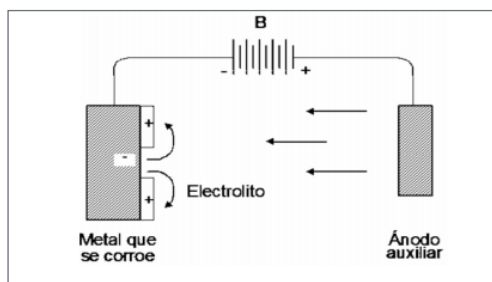 B
- +
+
-
+
Electrolito
Metal que
se corroe
Ánodo
auxiliar